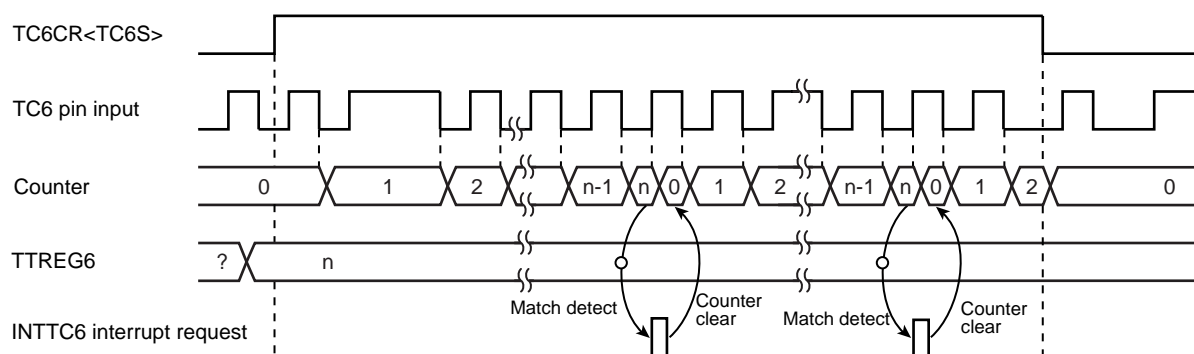 TC6CR<TC6S>
TC6 pin input
Counter 0 1 2 n-1 n 0 1 2 n-1 n 0 1 2 0
TTREG6 ? n
Match detect Counter clear Match detect Counter clear
INTTC6 interrupt request